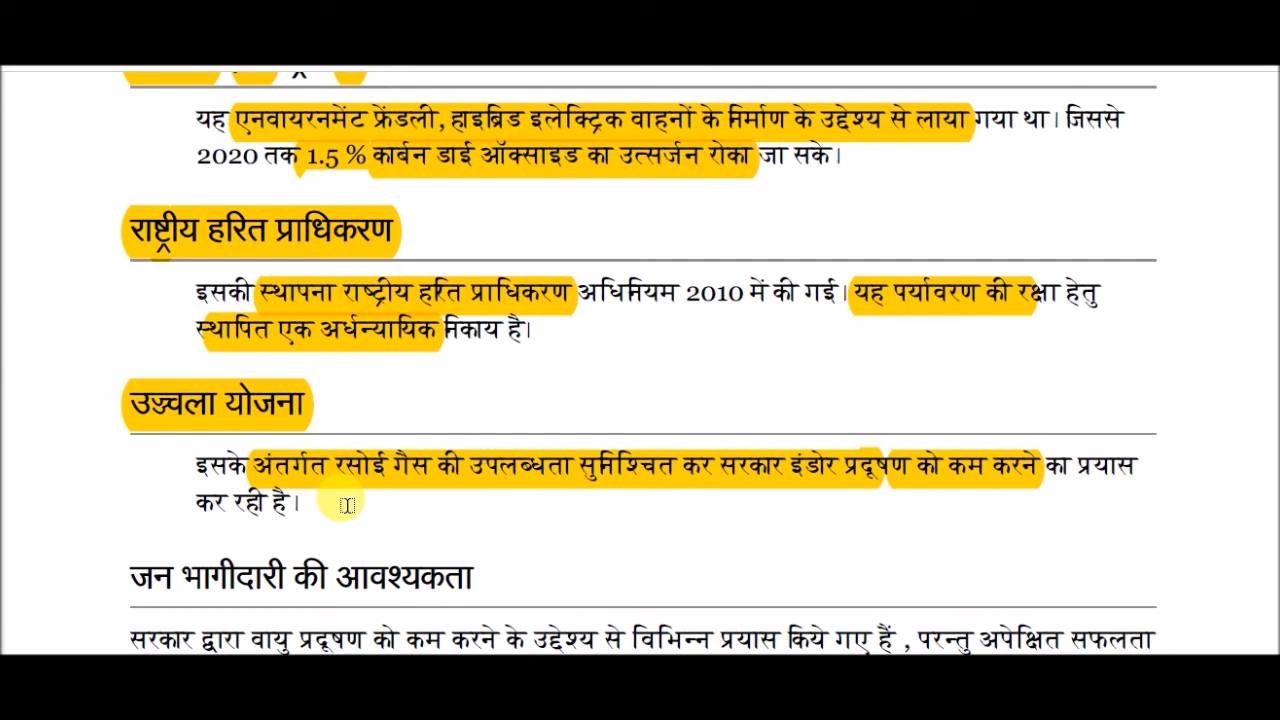 यह एनवायरनमेंट फ्रेंडली, हाइब्रिड इलेक्ट्रिक वाहनों के निर्माण के उद्देश्य से लाया गया था। जिससे
2020 तक 1.5 % कार्बन डाई ऑक्साइड का उत्सर्जन रोका जा सके।
राष्ट्रीय हरित प्राधिकरण
इसकी स्थापना राष्ट्रीय हरित प्राधिकरण अधिनियम 2010 में की गई। यह पर्यावरण की रक्षा हेतु
स्थापित एक अर्धन्यायिक निकाय है।
उज्ज्वला योजना
इसके अंतर्गत रसोई गैस की उपलब्धता सुनिश्चित कर सरकार इंडोर प्रदूषण को कम करने का प्रयास
कर रही है।
जन भागीदारी की आवश्यकता
सरकार द्वारा वायु प्रदूषण को कम करने के उद्देश्य से विभिन्न प्रयास किये गए हैं , परन्तु अपेक्षित सफलता